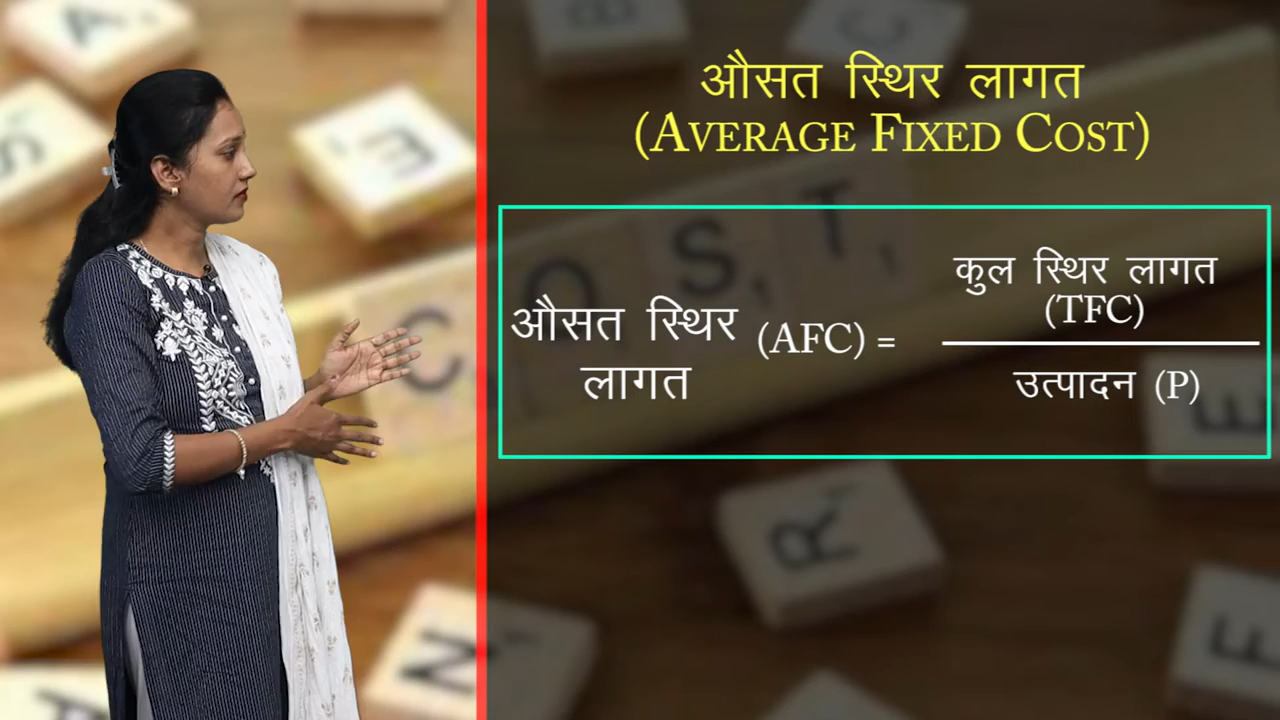 औसत स्थिर लागत
(AVERAGE FIXED COST)
कुल स्थिर लागत
(TFC)
औसत स्थिर (AFC) =
लागत
उत्पादन (P)
A
S
E
B
C
O S, T,
C
R
E
E
N